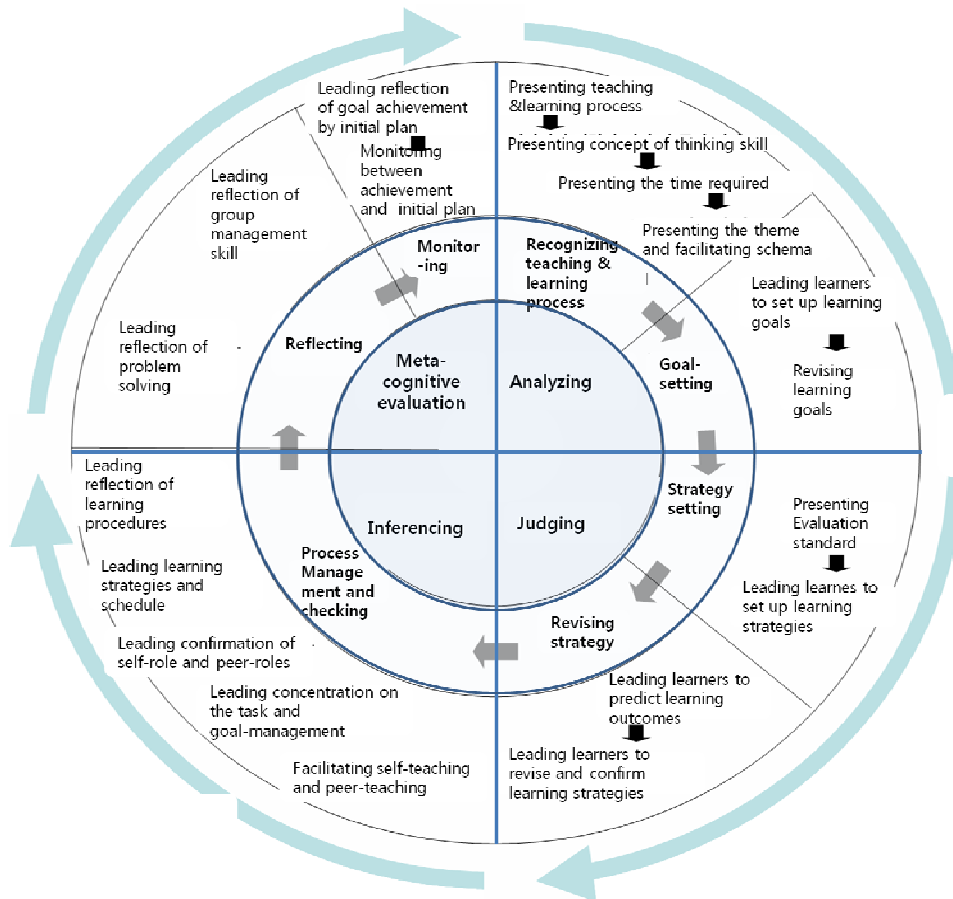 Presenting teaching
&learning process
Presenting concept of thinking skill
Presenting the time required
Presenting the theme
and facilitating schema
Leading learners
to set up learning
goals
Revising
learning
goals
Presenting
Evaluation
standard
Leading learnes to
set up learning
strategies
Leading learners to
predict learning
outcomes
Leading learners to
revise and confirm
learning strategies
Facilitating self-teaching
and peer-teaching
Leading concentration on
the task and
goal-management
Leading confirmation of
self-role and peer-roles
Leading learning
strategies and
schedule
Leading
reflection of
learning
procedures
Leading
reflection of
problem
solving
Leading
reflection of
group
management
skill
Leading reflection
of goal achievement
by initial plan
Monitoring
between
achievement
and initial plan
Recognizing
teaching &
learning
process
Goal-
setting
Strategy
setting
Revising
strategy
Process
Manage
ment and
checking
Reflecting
Monitor
-ing
Meta-
cognitive
evaluation
Analyzing
Inferencing
Judging